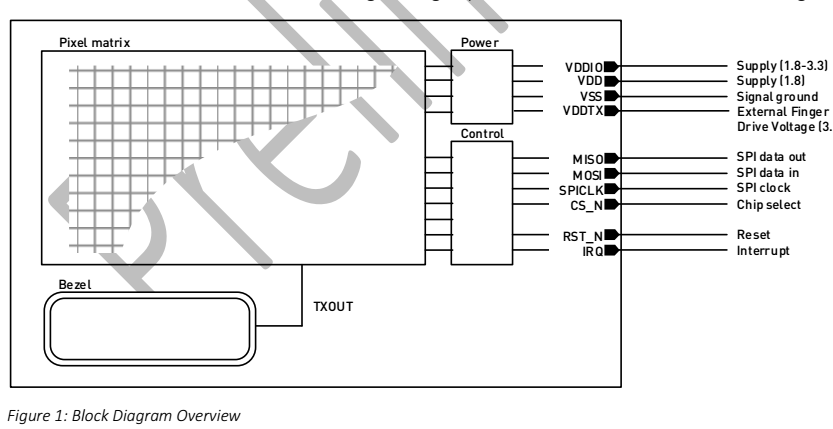 Pixel matrix
Power
VDDIO Supply (1.8-3.3)
VDD Supply (1.8)
VSS Signal ground
VDDTX External Finger
Drive Voltage (3.
Control
MISO SPI data out
MOSI SPI data in
SPICLK SPI clock
CS_N Chip select
RST_N Reset
IRQ Interrupt
Bezel
TXOUT
Figure 1: Block Diagram Overview